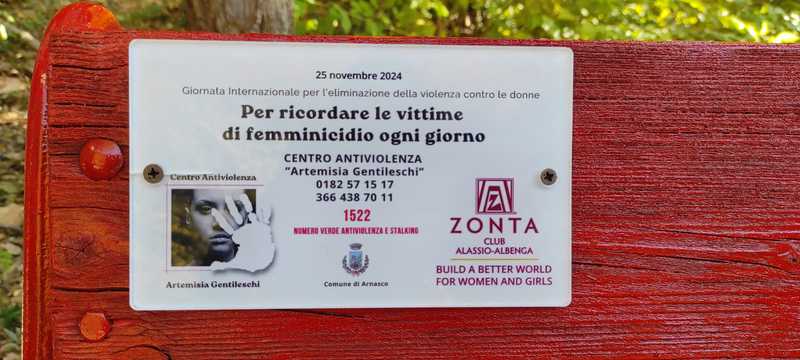 25 novembre 2024
Giornata Internazionale per l'eliminazione della violenza contro le donne
Per ricordare le vittime
di femminicidio ogni giorno
CENTRO ANTIVIOLENZA
"Artemisia Gentileschi"
0182 57 15 17
366 438 70 11
1522
NUMERO VERDE ANTIVIOLENZA E STALKING
Comune di Arnasco
Centro Antiviolenza
Artemisia Gentileschi
ZONTA
CLUB
ALASSIO-ALBENGA
BUILD A BETTER WORLD
FOR WOMEN AND GIRLS